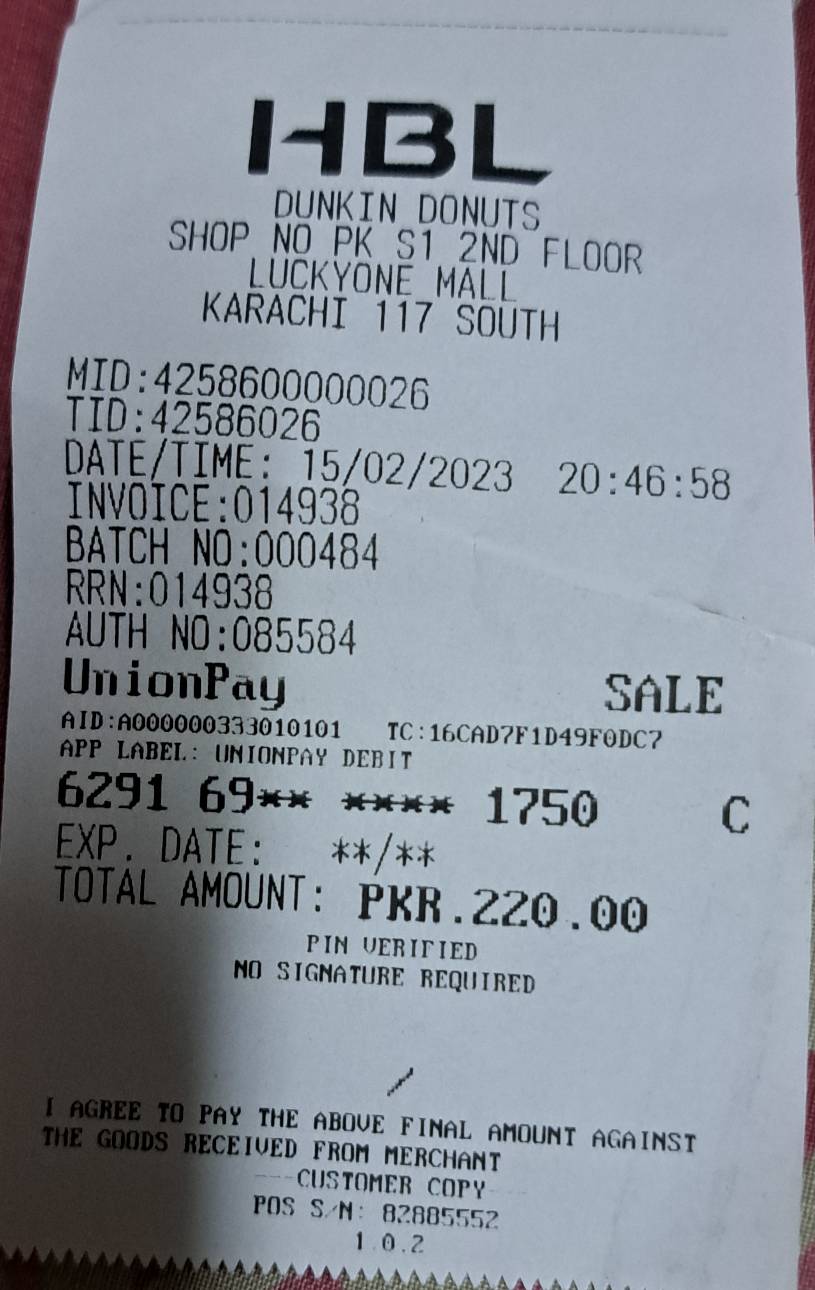 HBL
DUNKIN DONUTS
SHOP NO PK S1 2ND FLOOR
LUCKYONE MALL
KARACHI 117 SOUTH
MID:4258600000026
TID:42586026
DATE/TIME: 15/02/2023 20:46:58
INVOICE:014938
BATCH NO:000484
RRN:014938
AUTH NO:085584
UnionPay SALE
AID:A000000333010101 TC:16CAD7F1D49F0DC7
APP LABEL: UNIONPAY DEBIT
6291 69** **** 1750 C
EXP. DATE: **/**
TOTAL AMOUNT: PKR.220.00
PIN VERIFIED
NO SIGNATURE REQUIRED
I AGREE TO PAY THE ABOVE FINAL AMOUNT AGAINST
THE GOODS RECEIVED FROM MERCHANT
---CUSTOMER COPY---
POS S/N: 82885552
1.0.2